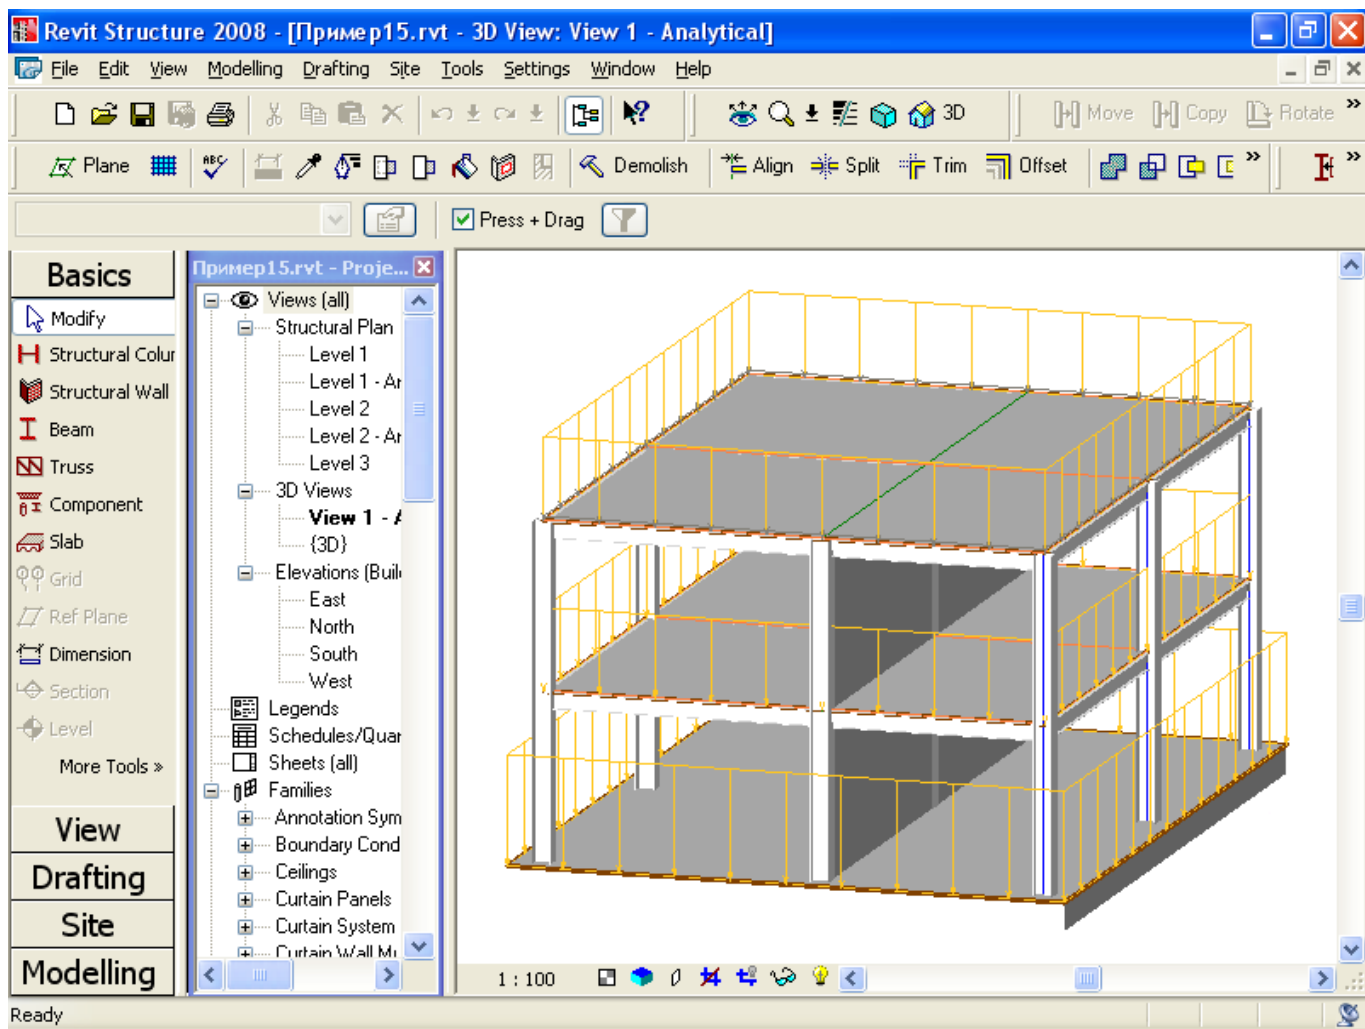 Revit Structure 2008 - [Пример15.rvt - 3D View: View 1 - Analytical]
File Edit View Modelling Drafting Site Tools Settings Window Help
3D Move Copy Rotate »
Plane ABC Demolish Align Split Trim Offset » »
Press + Drag
Basics
Modify
Structural Colur
Structural Wall
Beam
Truss
Component
Slab
Grid
Ref Plane
Dimension
Section
Level
More Tools »
View
Drafting
Site
Modelling
Пример15.rvt - Proje...
Views (all)
Structural Plan
Level 1
Level 1 - Ar
Level 2
Level 2 - Ar
Level 3
3D Views
View 1 - A
{3D}
Elevations (Buil
East
North
South
West
Legends
Schedules/Quar
Sheets (all)
Families
Annotation Sym
Boundary Cond
Ceilings
Curtain Panels
Curtain System
Curtain Wall Mu
1 : 100
Ready